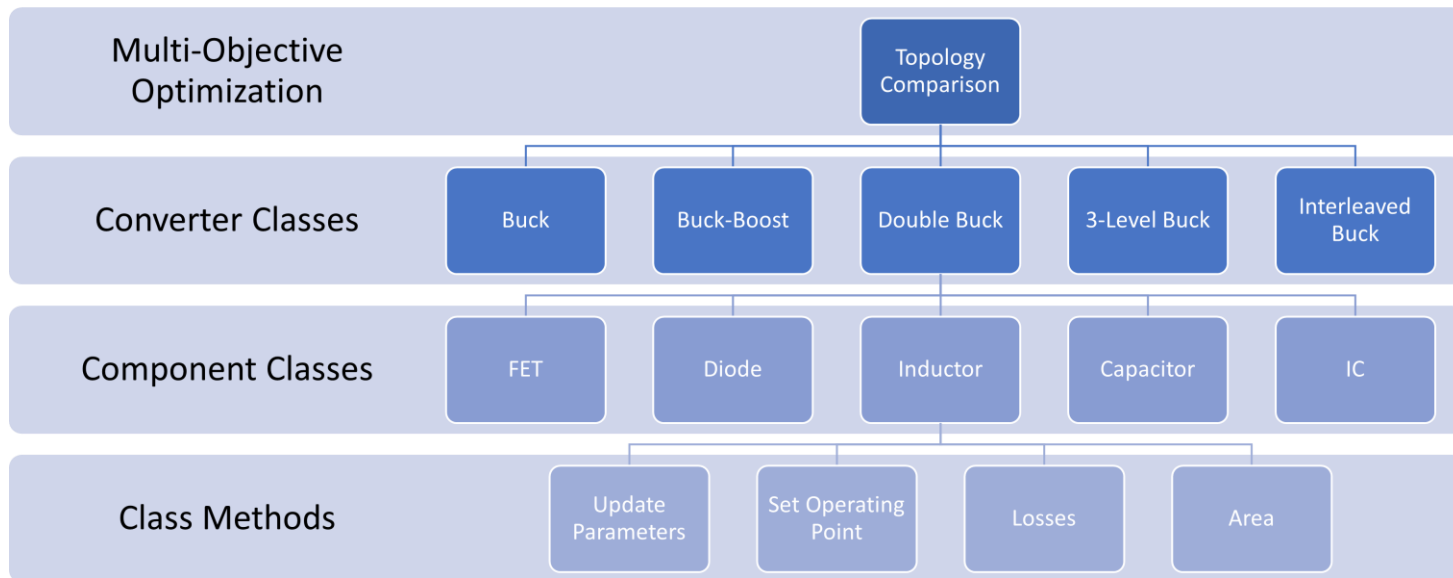 Multi-Objective
Optimization
Topology
Comparison
Converter Classes
Buck
Buck-Boost
Double Buck
3-Level Buck
Interleaved
Buck
Component Classes
FET
Diode
Inductor
Capacitor
IC
Class Methods
Update
Parameters
Set Operating
Point
Losses
Area